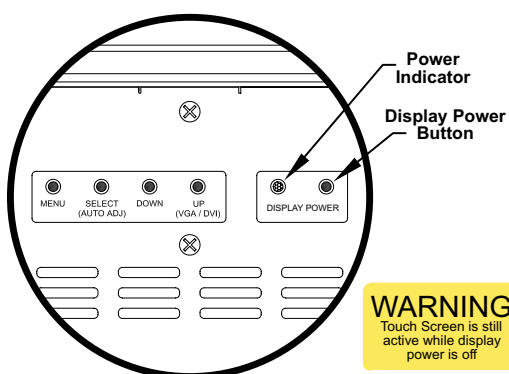 Power
Indicator
Display Power
Button
MENU
SELECT
(AUTO ADJ)
DOWN
UP
(VGA / DVI)
DISPLAY POWER
WARNING
Touch Screen is still
active while display
power is off